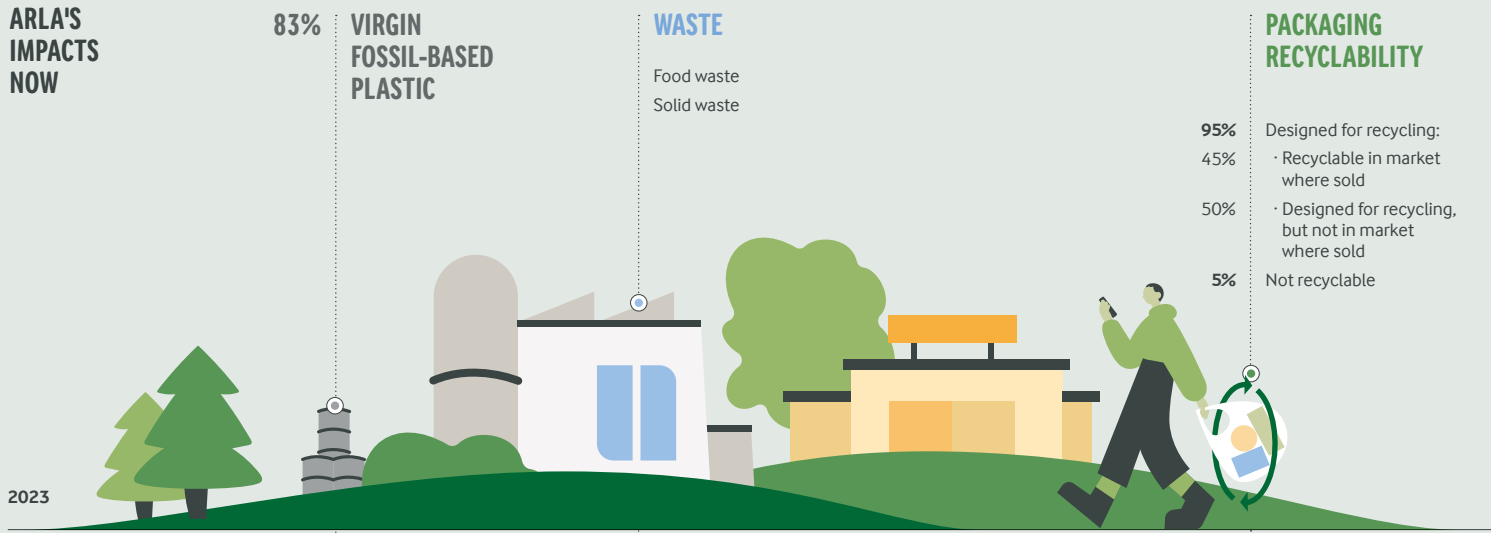 ARLA'S
IMPACTS
NOW
83%
VIRGIN
FOSSIL-BASED
PLASTIC
WASTE
Food waste
Solid waste
PACKAGING
RECYCLABILITY
95% Designed for recycling:
45% · Recyclable in market
where sold
50% · Designed for recycling,
but not in market
where sold
5% Not recyclable
2023